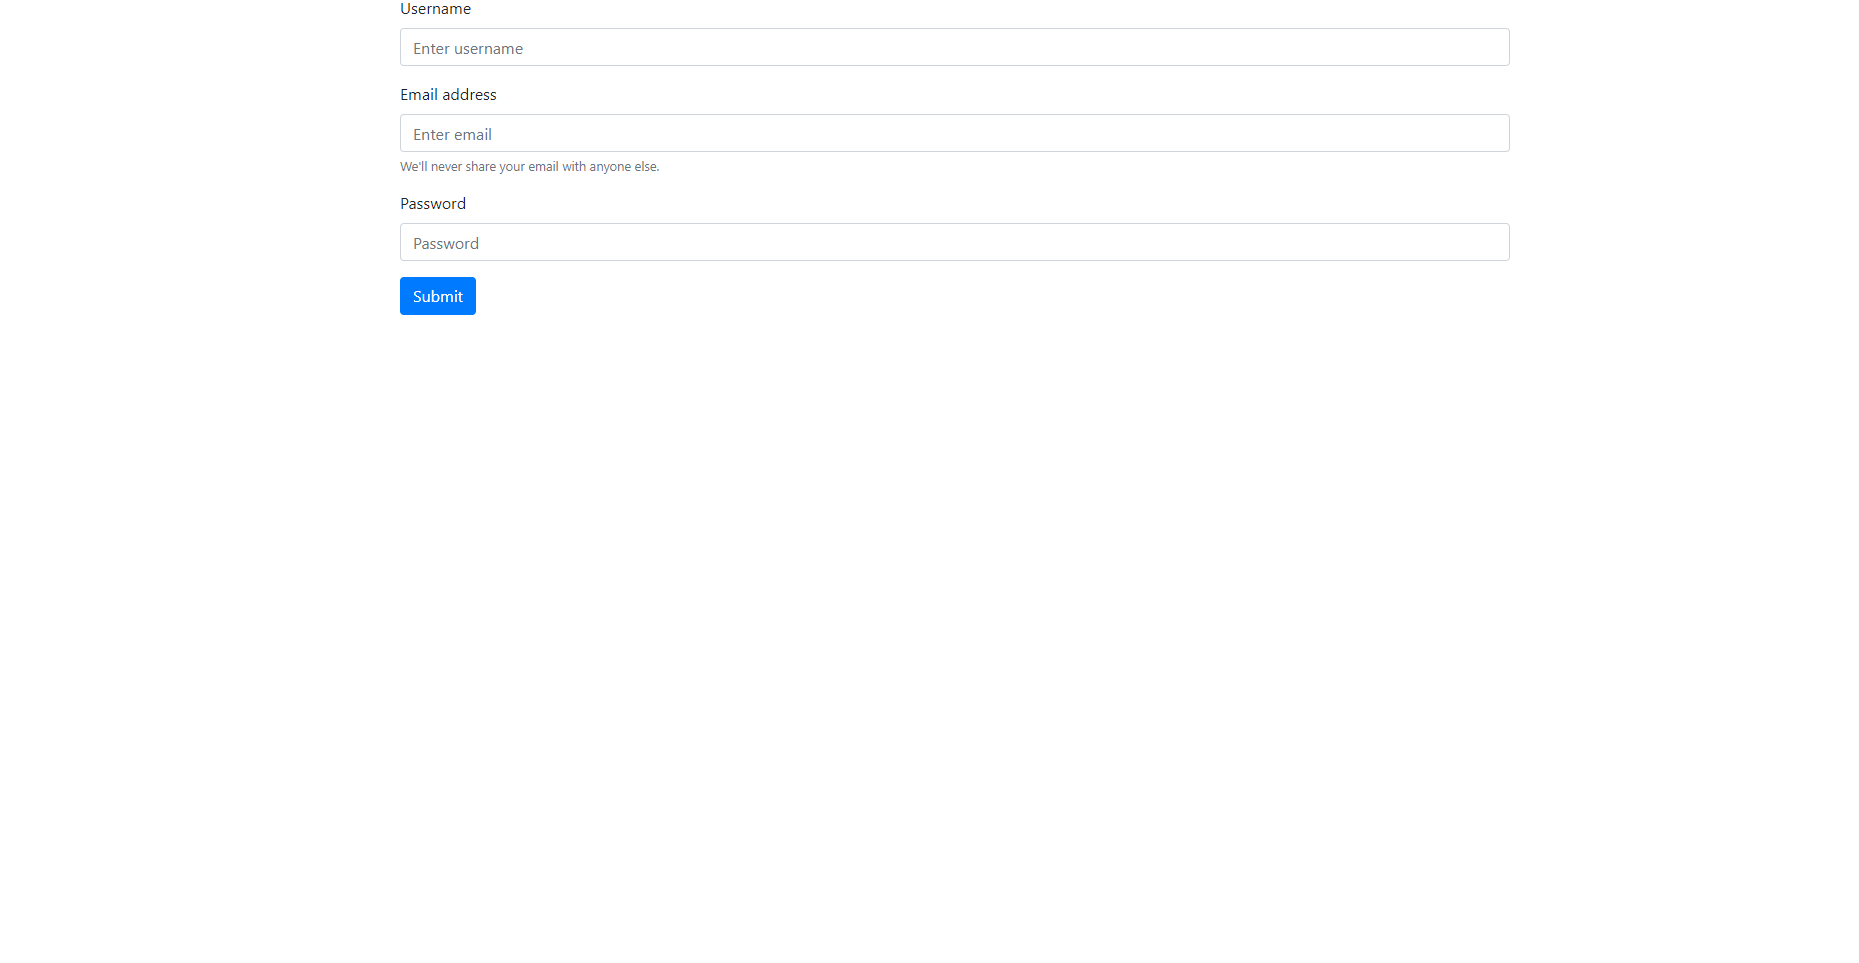 Username
Enter username
Email address
Enter email
We'll never share your email with anyone else.
Password
Password
Submit